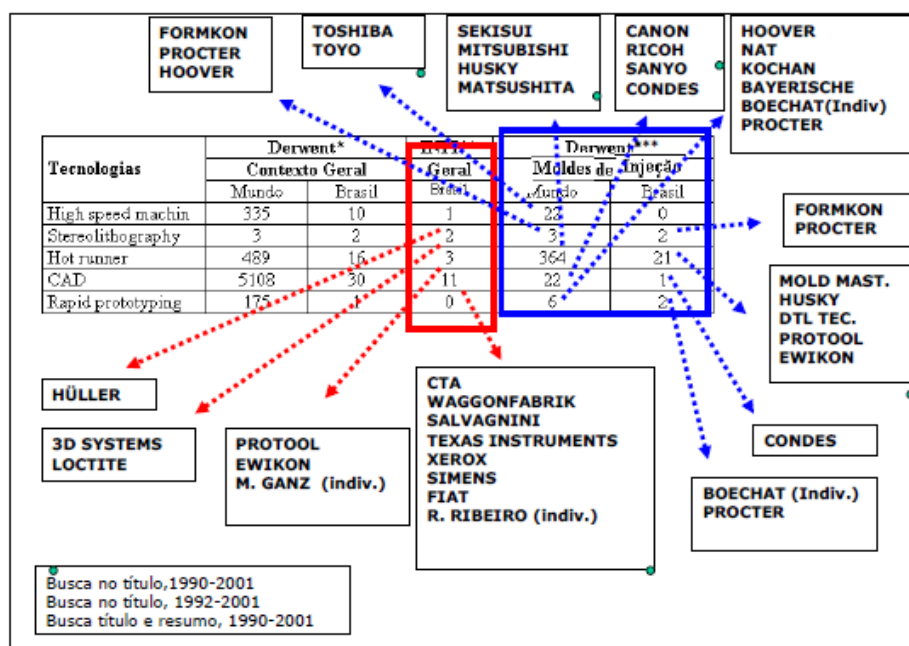 FORMKON
PROCTER
HOOVER
TOSHIBA
TOYO
SEKISUI
MITSUBISHI
HUSKY
MATSUSHITA
CANON
RICOH
SANYO
CONDES
HOOVER
NAT
KOCHAN
BAYERISCHE
BOECHAT(Indiv)
PROCTER
Tecnologias
Derwent*
Contexto Geral
Mundo Brasil
Geral
Brasil
Derwent***
Moldes de Injeção
Mundo Brasil
High speed machin 335 10 1 22 0
Stereolithography 3 2 2 3 2
Hot runner 489 16 3 364 21
CAD 5108 30 11 22 1
Rapid prototyping 175 1 0 6 2
FORMKON
PROCTER
MOLD MAST.
HUSKY
DTL TEC.
PROTOOL
EWIKON
HÜLLER
3D SYSTEMS
LOCTITE
PROTOOL
EWIKON
M. GANZ (indiv.)
CTA
WAGGONFABRIK
SALVAGNINI
TEXAS INSTRUMENTS
XEROX
SIMENS
FIAT
R. RIBEIRO (indiv.)
CONDES
BOECHAT (Indiv.)
PROCTER
Busca no título,1990-2001
Busca no título, 1992-2001
Busca título e resumo, 1990-2001